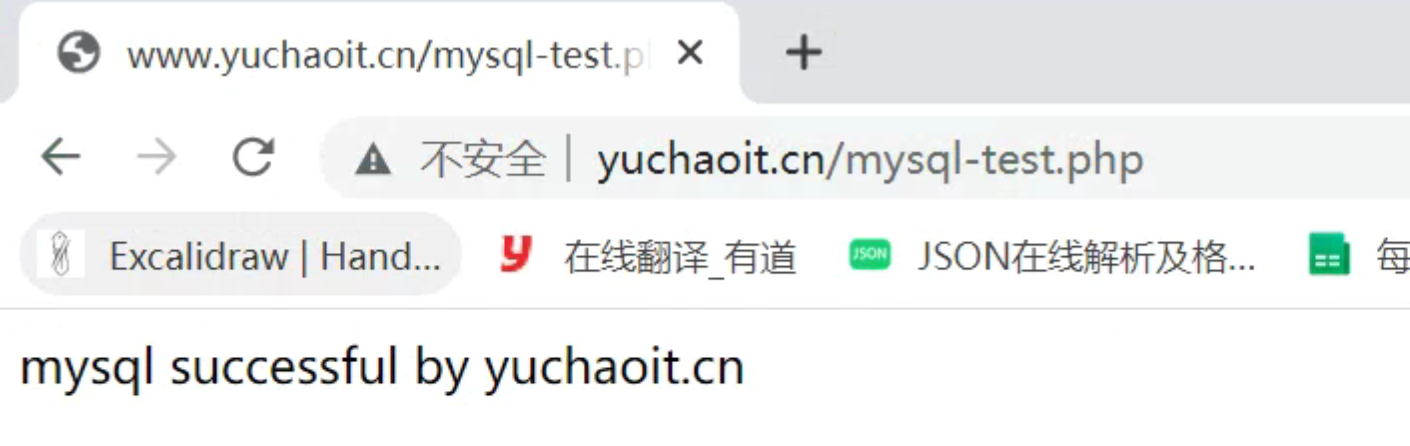 www.yuchaoit.cn/mysql-test.p
不安全 | yuchaoit.cn/mysql-test.php
Excalidraw | Hand... 在线翻译_有道 JSON JSON在线解析及格... 每
mysql successful by yuchaoit.cn